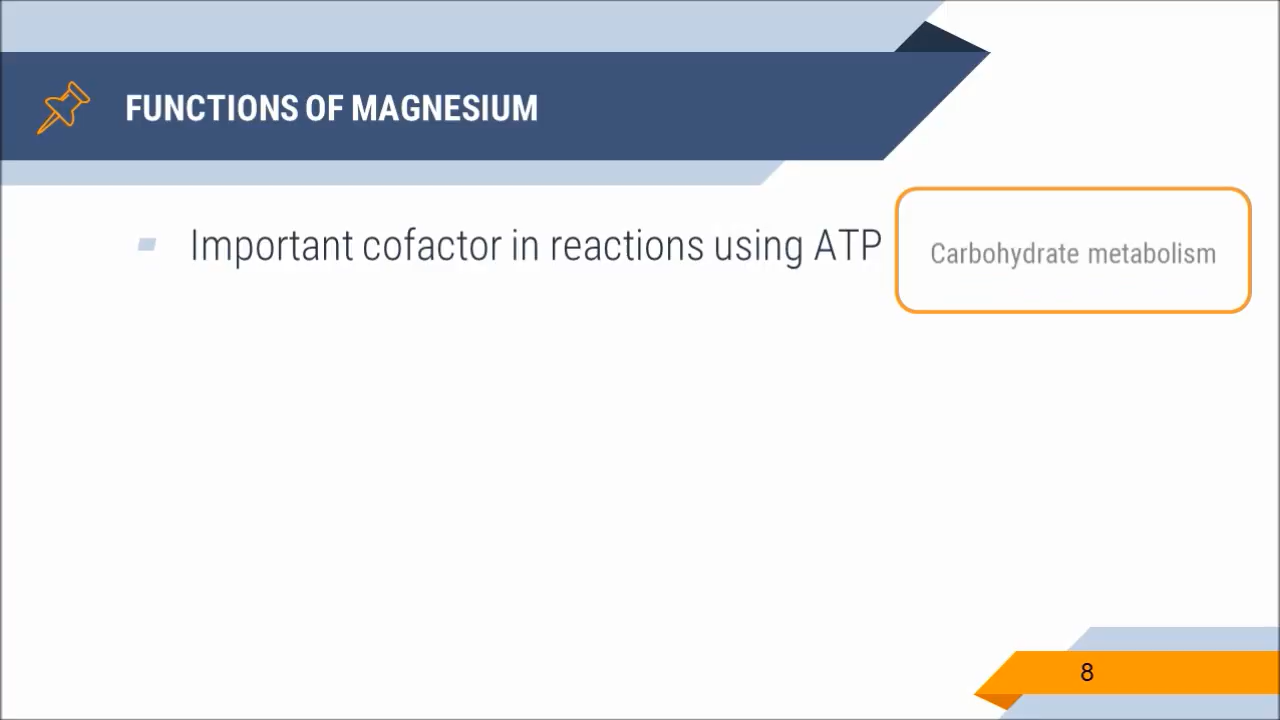 FUNCTIONS OF MAGNESIUM
Important cofactor in reactions using ATP
Carbohydrate metabolism
8